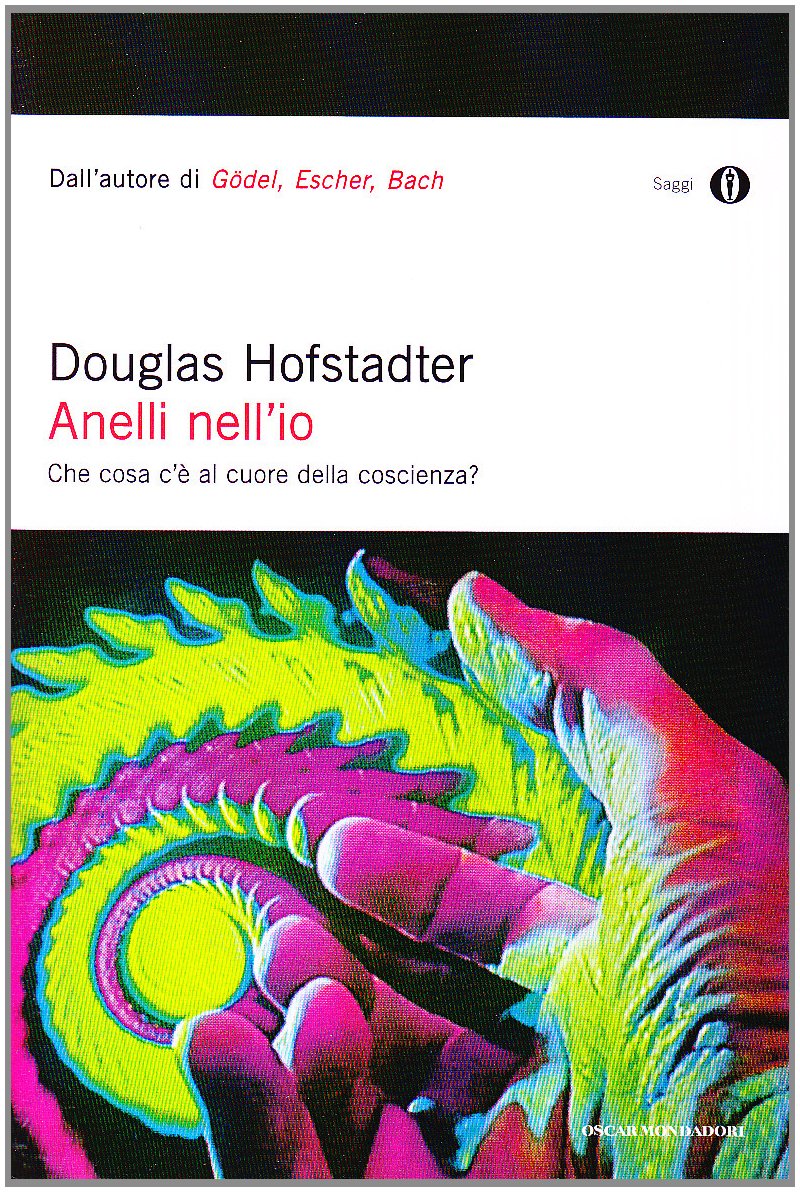 Dall'autore di Gödel, Escher, Bach
Saggi
Douglas Hofstadter
Anelli nell'io
Che cosa c'è al cuore della coscienza?
OSCAR MONDADORI